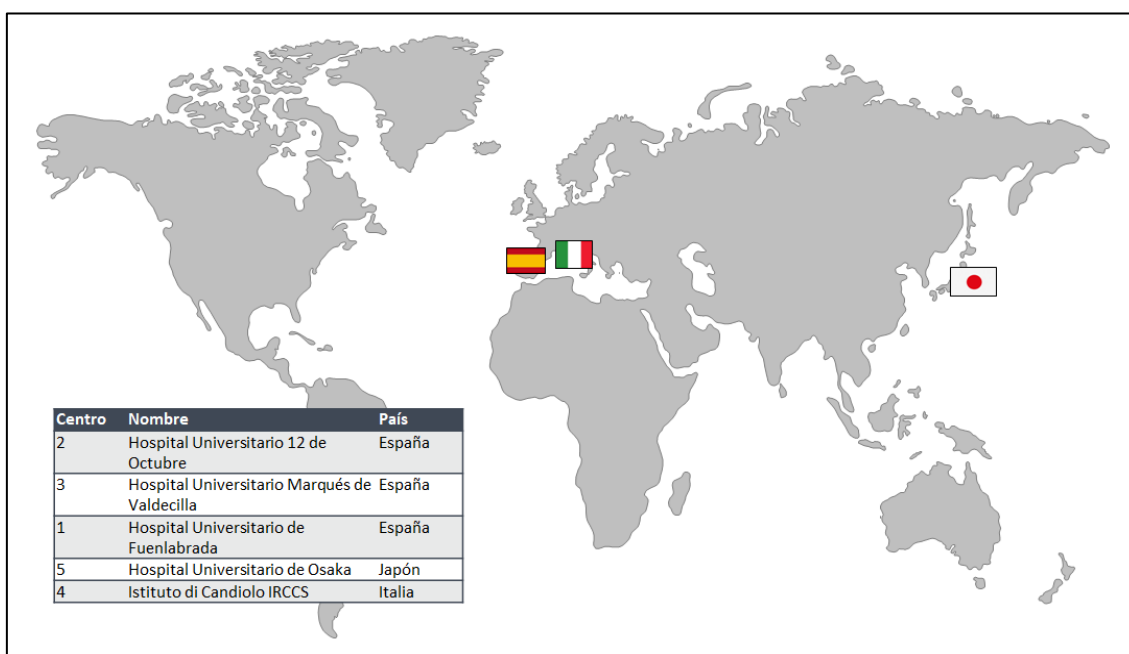 Centro Nombre País
2 Hospital Universitario 12 de España
Octubre
3 Hospital Universitario Marqués de España
Valdecilla
1 Hospital Universitario de España
Fuenlabrada
5 Hospital Universitario de Osaka Japón
4 Istituto di Candiolo IRCCS Italia